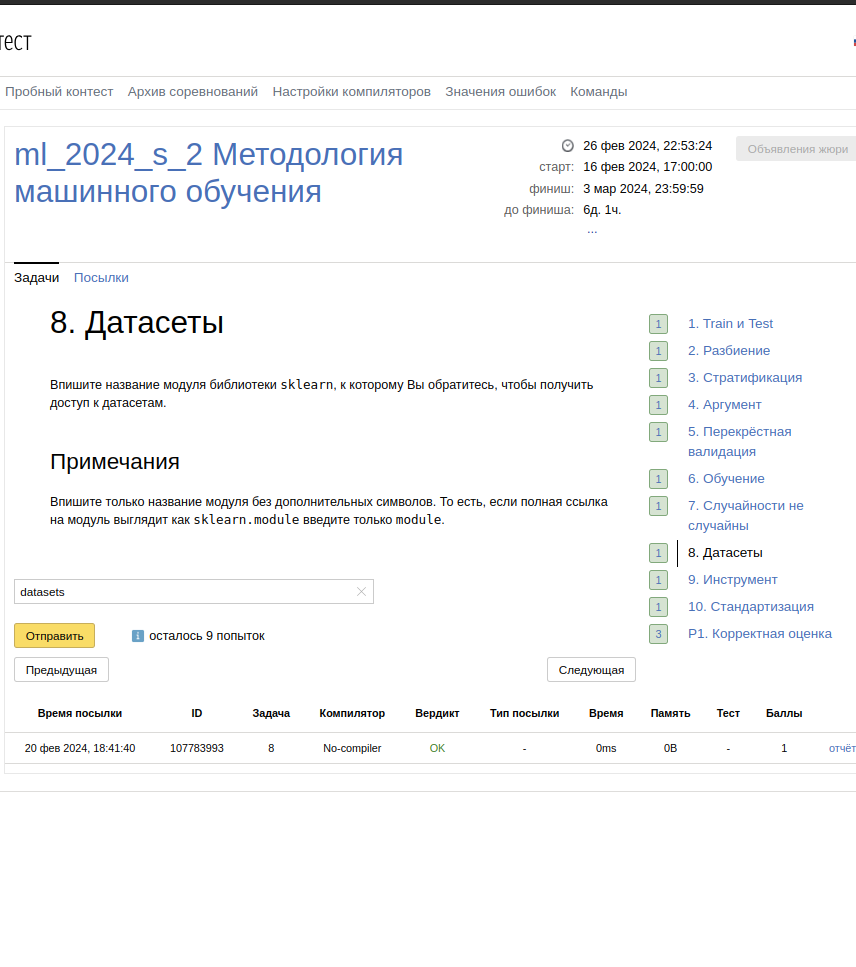 тест
Пробный контест Архив соревнований Настройки компиляторов Значения ошибок Команды
ml_2024_s_2 Методология
машинного обучения
26 фев 2024, 22:53:24
старт: 16 фев 2024, 17:00:00
финиш: 3 мар 2024, 23:59:59
до финиша: 6д. 1ч.
...
Объявления жюри
Задачи Посылки
8. Датасеты
Впишите название модуля библиотеки sklearn, к которому Вы обратитесь, чтобы получить
доступ к датасетам.
Примечания
Впишите только название модуля без дополнительных символов. То есть, если полная ссылка
на модуль выглядит как sklearn.module введите только module.
datasets
Отправить осталось 9 попыток
Предыдущая Следующая
1 1. Train и Test
1 2. Разбиение
1 3. Стратификация
1 4. Аргумент
1 5. Перекрёстная
валидация
1 6. Обучение
1 7. Случайности не
случайны
1 8. Датасеты
1 9. Инструмент
1 10. Стандартизация
3 P1. Корректная оценка
Время посылки ID Задача Компилятор Вердикт Тип посылки Время Память Тест Баллы
20 фев 2024, 18:41:40 107783993 8 No-compiler OK - 0ms 0B - 1 отчёт